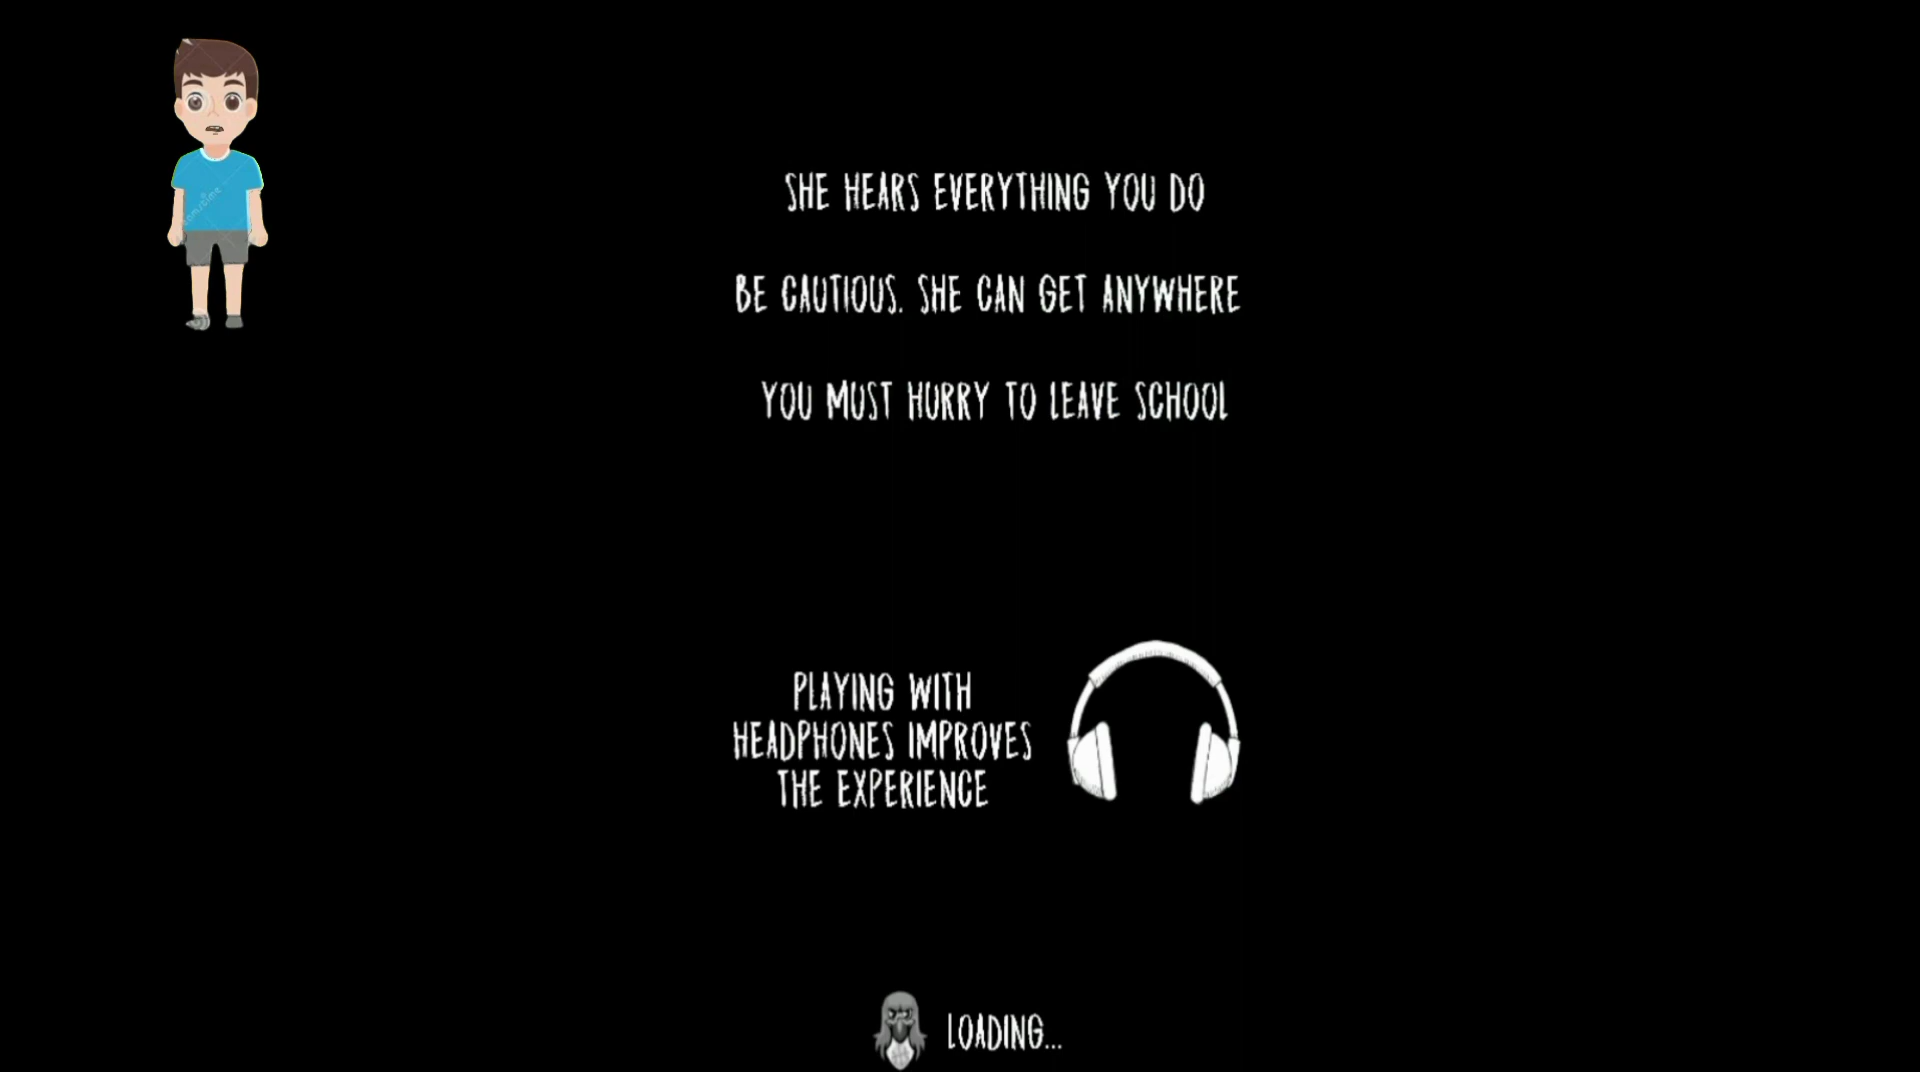 SHE HEARS EVERYTHING YOU DO
BE CAUTIOUS. SHE CAN GET ANYWHERE
YOU MUST HURRY TO LEAVE SCHOOL
PLAYING WITH
HEADPHONES IMPROVES
THE EXPERIENCE
LOADING...